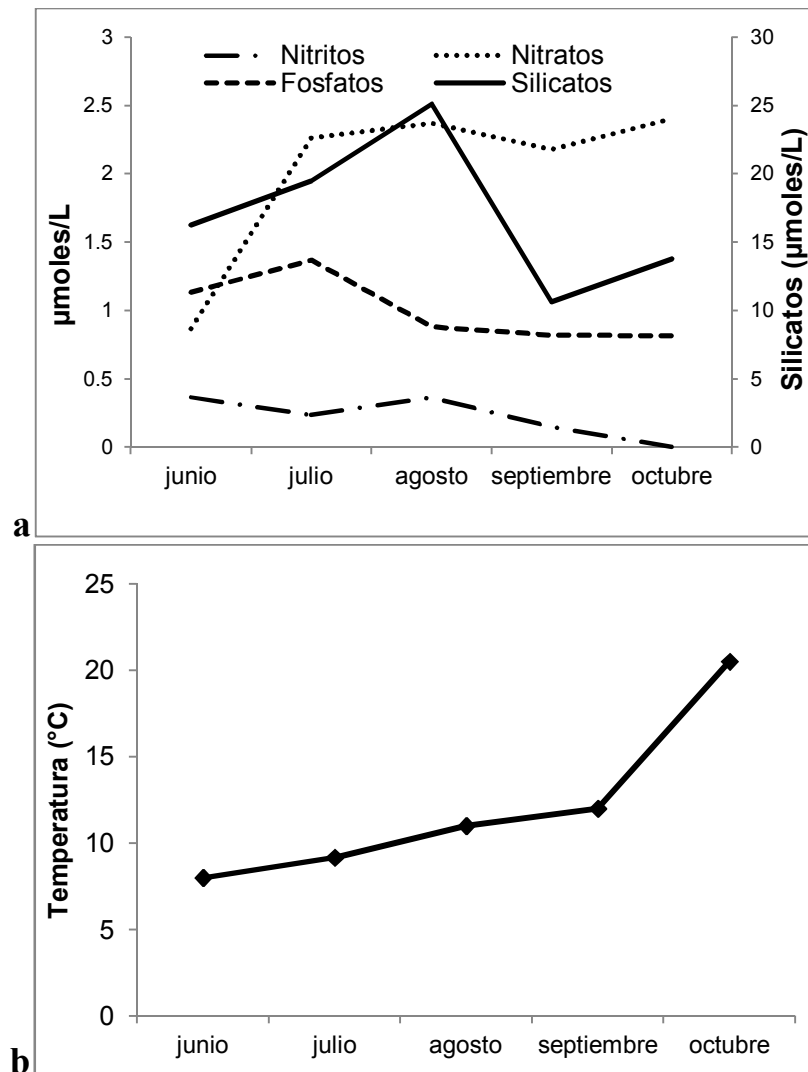 Nitritos Nitratos
Fosfatos Silicatos
3
2.5
2
1.5
1
0.5
0
µmoles/L
30
25
20
15
10
5
0
Silicatos (µmoles/L)
junio julio agosto septiembre octubre
a
25
20
15
10
5
0
Temperatura (°C)
junio julio agosto septiembre octubre
b